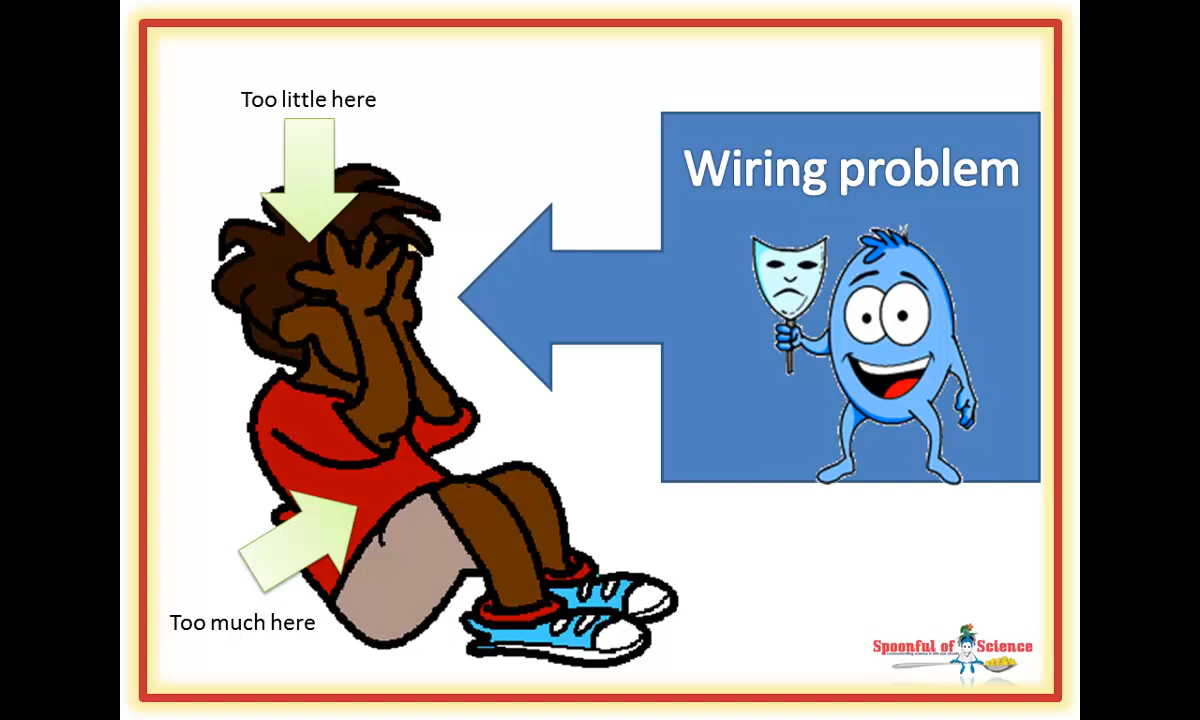 Too little here
Wiring problem
Too much here
Spoonful of Science